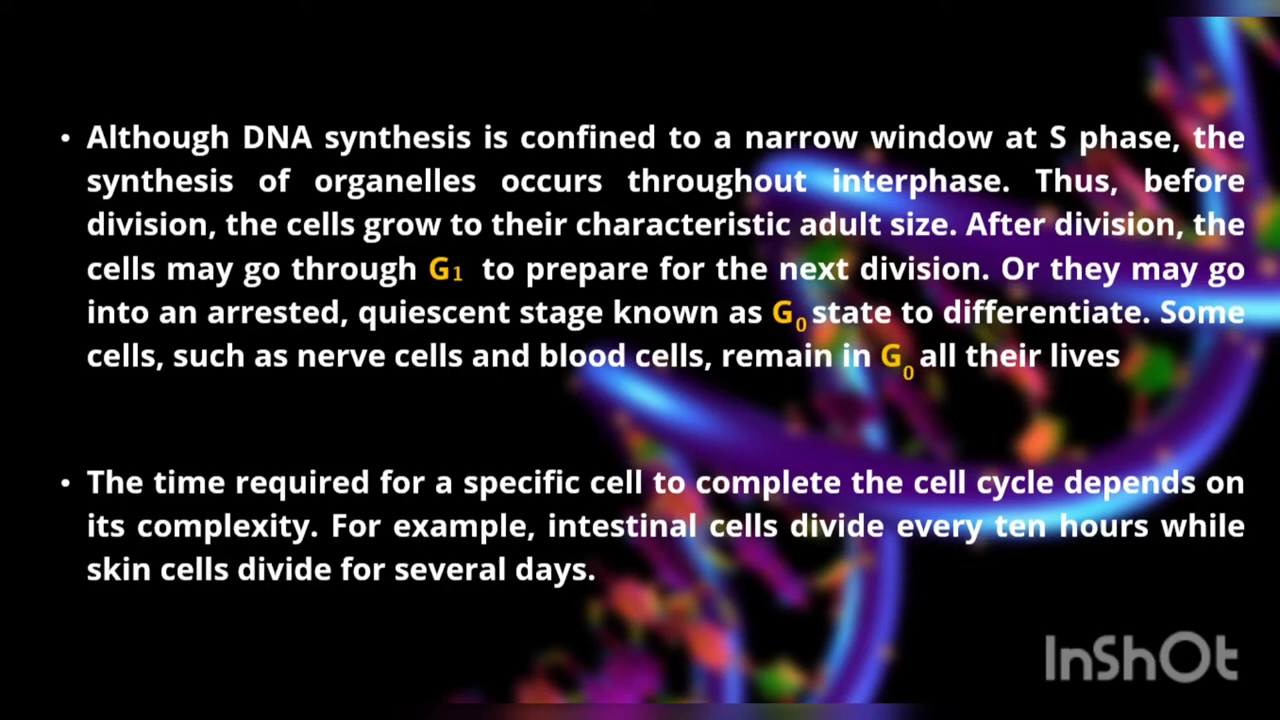 • Although DNA synthesis is confined to a narrow window at S phase, the
synthesis of organelles occurs throughout interphase. Thus, before
division, the cells grow to their characteristic adult size. After division, the
cells may go through G₁ to prepare for the next division. Or they may go
into an arrested, quiescent stage known as G₀ state to differentiate. Some
cells, such as nerve cells and blood cells, remain in G₀ all their lives
• The time required for a specific cell to complete the cell cycle depends on
its complexity. For example, intestinal cells divide every ten hours while
skin cells divide for several days.
InShOt